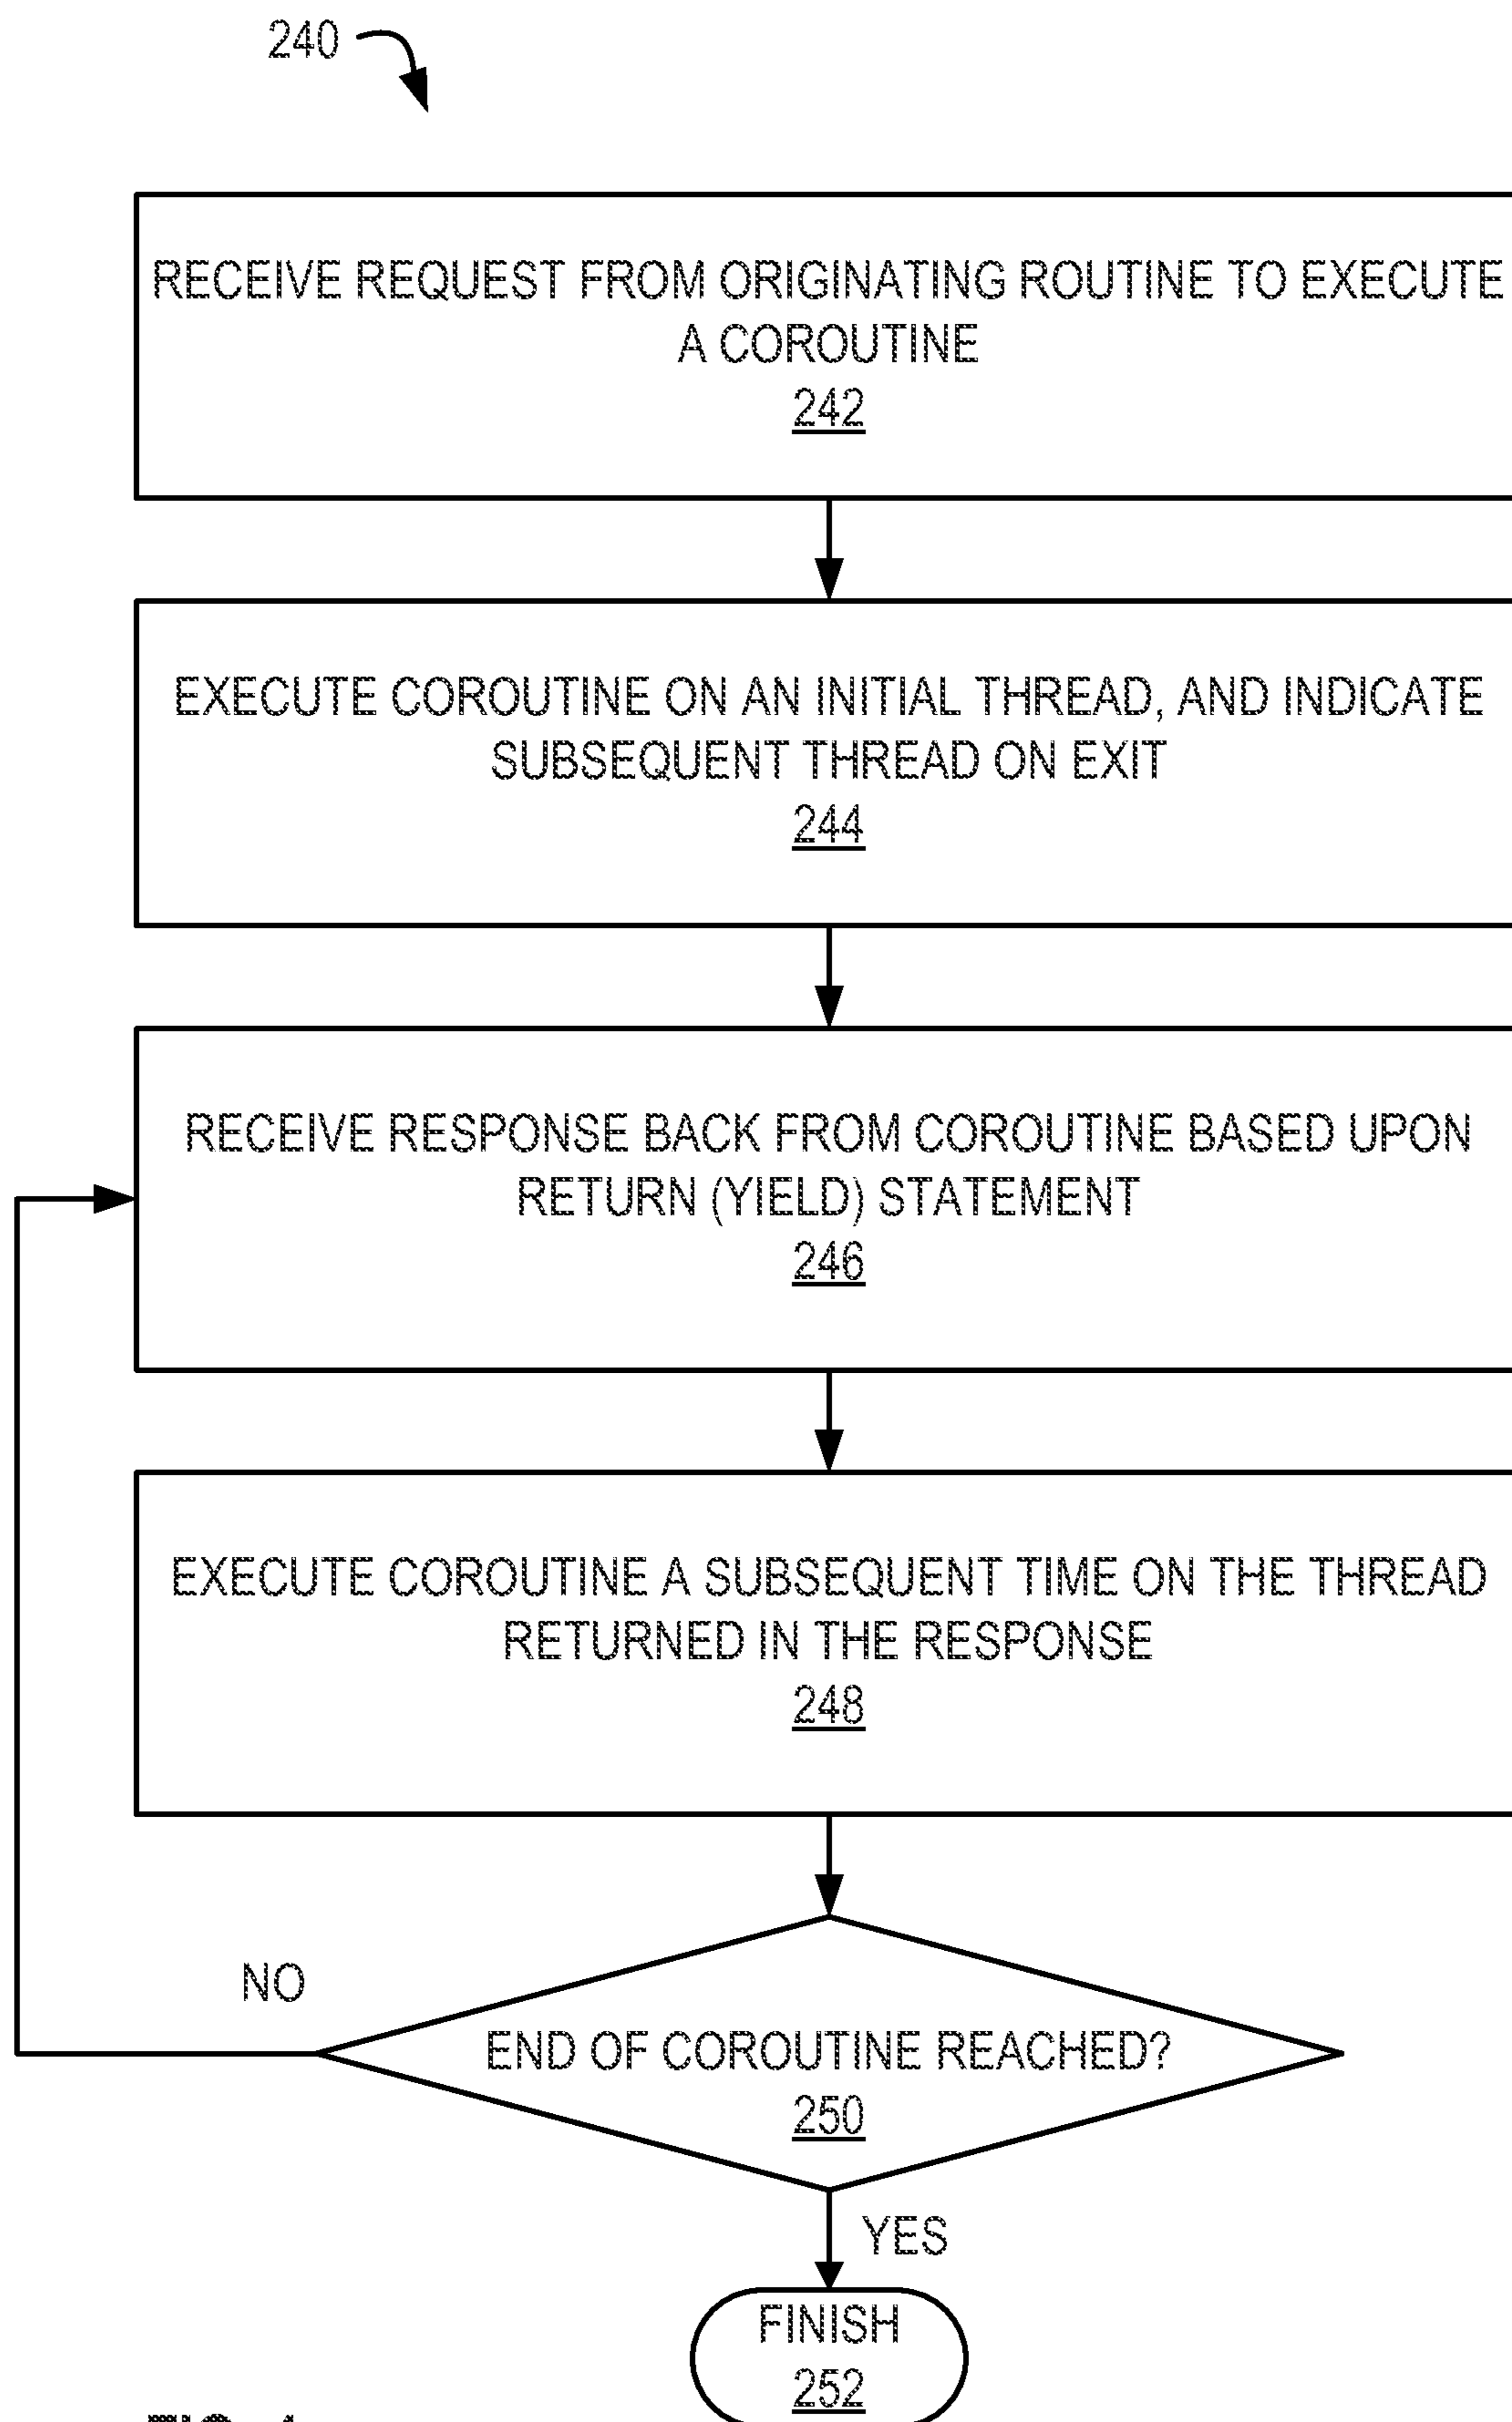 240
RECEIVE REQUEST FROM ORIGINATING ROUTINE TO EXECUTE
A COROUTINE
242
EXECUTE COROUTINE ON AN INITIAL THREAD, AND INDICATE
SUBSEQUENT THREAD ON EXIT
244
RECEIVE RESPONSE BACK FROM COROUTINE BASED UPON
RETURN (YIELD) STATEMENT
246
EXECUTE COROUTINE A SUBSEQUENT TIME ON THE THREAD
RETURNED IN THE RESPONSE
248
NO
END OF COROUTINE REACHED?
250
YES
FINISH
252